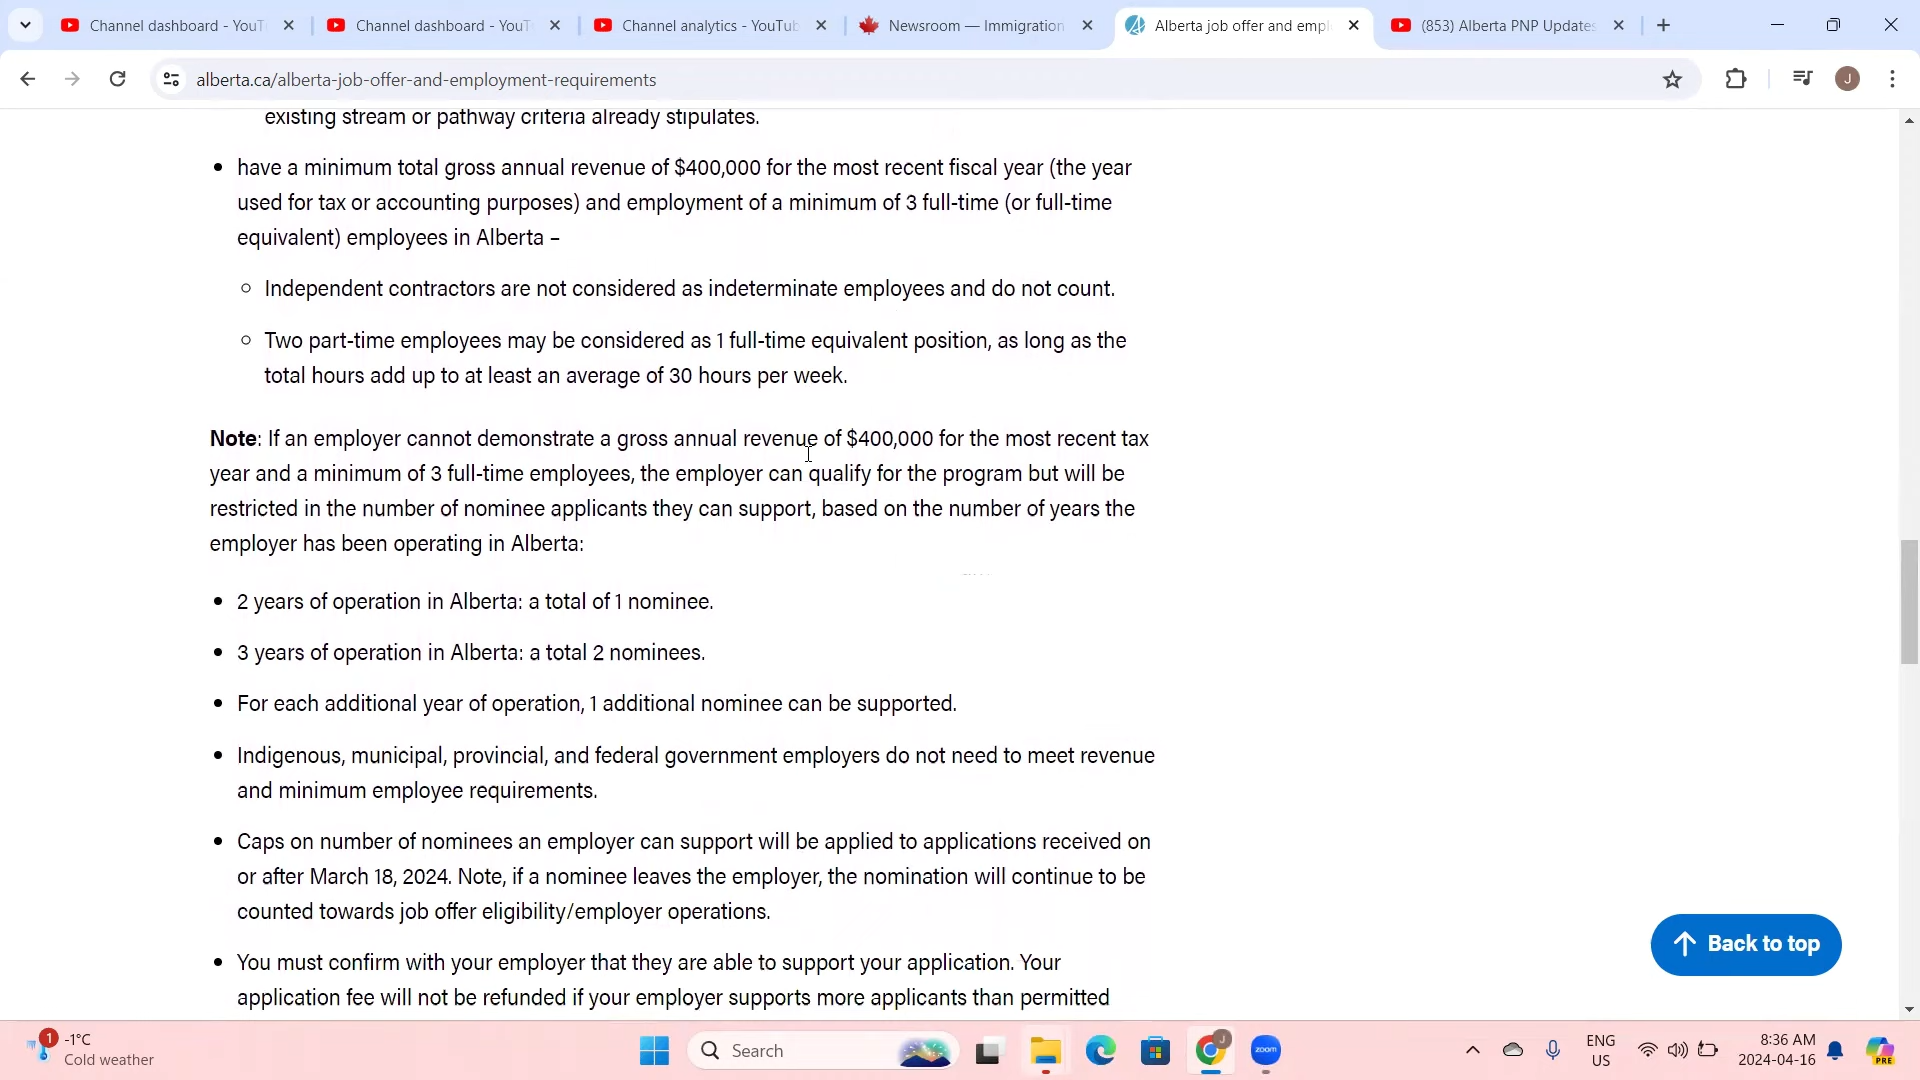 Channel dashboard - YouT
Channel dashboard - YouT
Channel analytics - YouTub
Newsroom — Immigration
Alberta job offer and empl
(853) Alberta PNP Updates
alberta.ca/alberta-job-offer-and-employment-requirements
J
existing stream or pathway criteria already stipulates.
• have a minimum total gross annual revenue of $400,000 for the most recent fiscal year (the year
used for tax or accounting purposes) and employment of a minimum of 3 full-time (or full-time
equivalent) employees in Alberta –
○ Independent contractors are not considered as indeterminate employees and do not count.
○ Two part-time employees may be considered as 1 full-time equivalent position, as long as the
total hours add up to at least an average of 30 hours per week.
Note: If an employer cannot demonstrate a gross annual revenue of $400,000 for the most recent tax
year and a minimum of 3 full-time employees, the employer can qualify for the program but will be
restricted in the number of nominee applicants they can support, based on the number of years the
employer has been operating in Alberta:
• 2 years of operation in Alberta: a total of 1 nominee.
• 3 years of operation in Alberta: a total 2 nominees.
• For each additional year of operation, 1 additional nominee can be supported.
• Indigenous, municipal, provincial, and federal government employers do not need to meet revenue
and minimum employee requirements.
• Caps on number of nominees an employer can support will be applied to applications received on
or after March 18, 2024. Note, if a nominee leaves the employer, the nomination will continue to be
counted towards job offer eligibility/employer operations.
• You must confirm with your employer that they are able to support your application. Your
application fee will not be refunded if your employer supports more applicants than permitted
Back to top
1
-1°C
Cold weather
Search
J
zoom
ENG
US
8:36 AM
2024-04-16
PRE